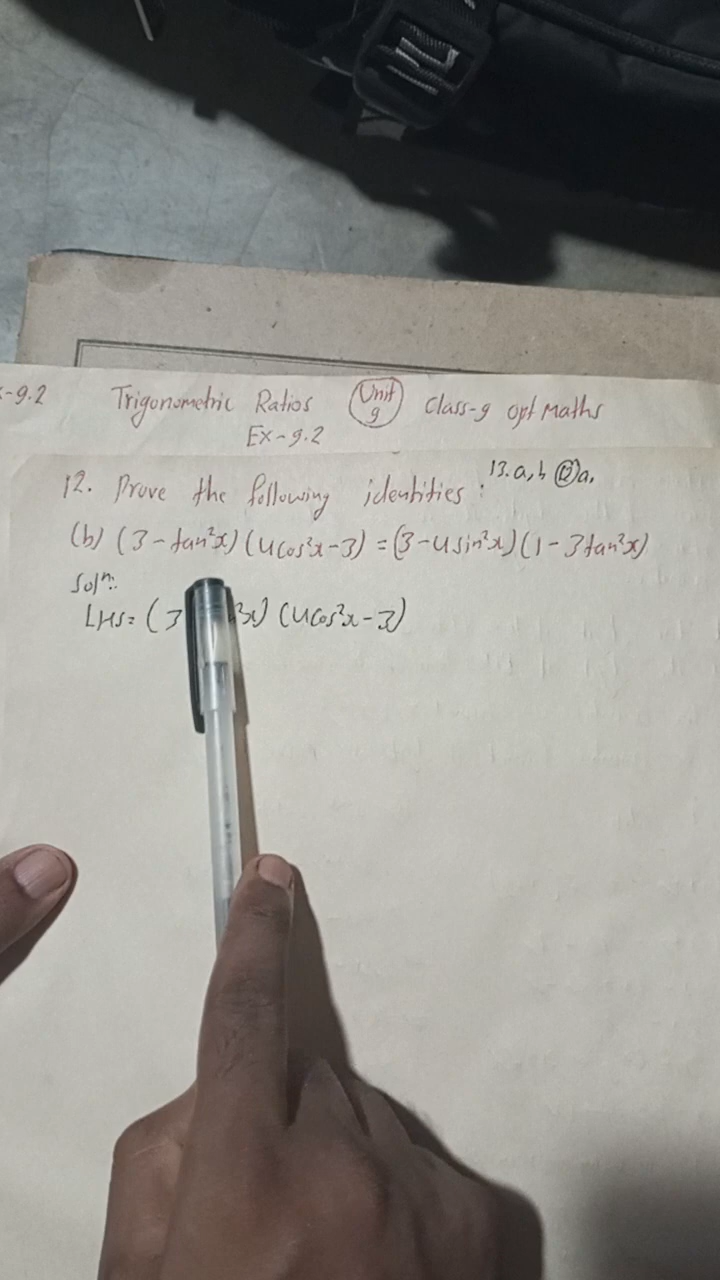 -9.2 Trigonometric Ratios Unit 9 Class-9 opt Maths
Ex-9.2
12. Prove the following identities : 13. a, b ⑫ a,
(b) (3 - tan²x) (4cos²x - 3) = (3 - 4sin²x) (1 - 3tan²x)
Solⁿ:
LHS = (3 ²x) (4cos²x - 3)